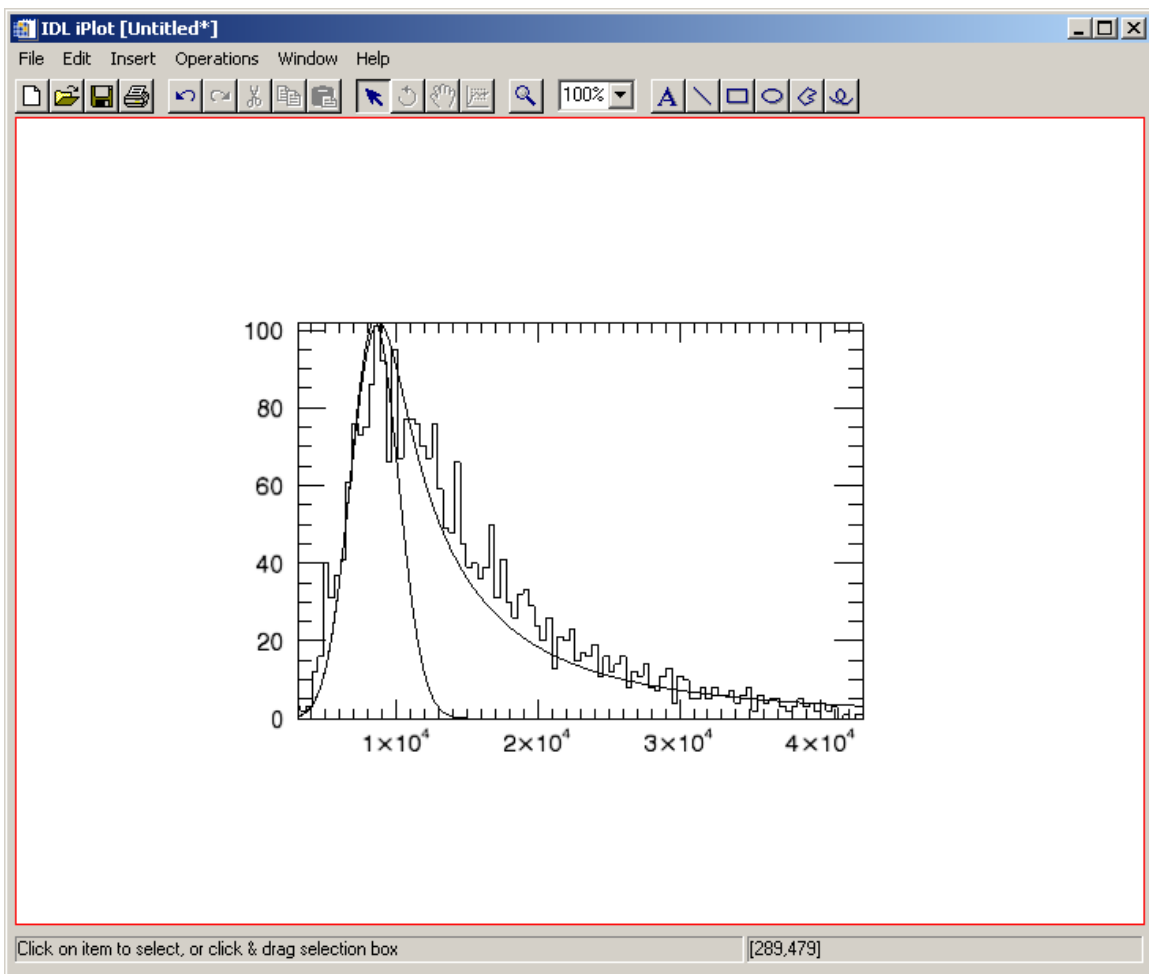 IDL iPlot [Untitled*]
File Edit Insert Operations Window Help
100%
A
100
80
60
40
20
0
1×10⁴ 2×10⁴ 3×10⁴ 4×10⁴
Click on item to select, or click & drag selection box [289,479]